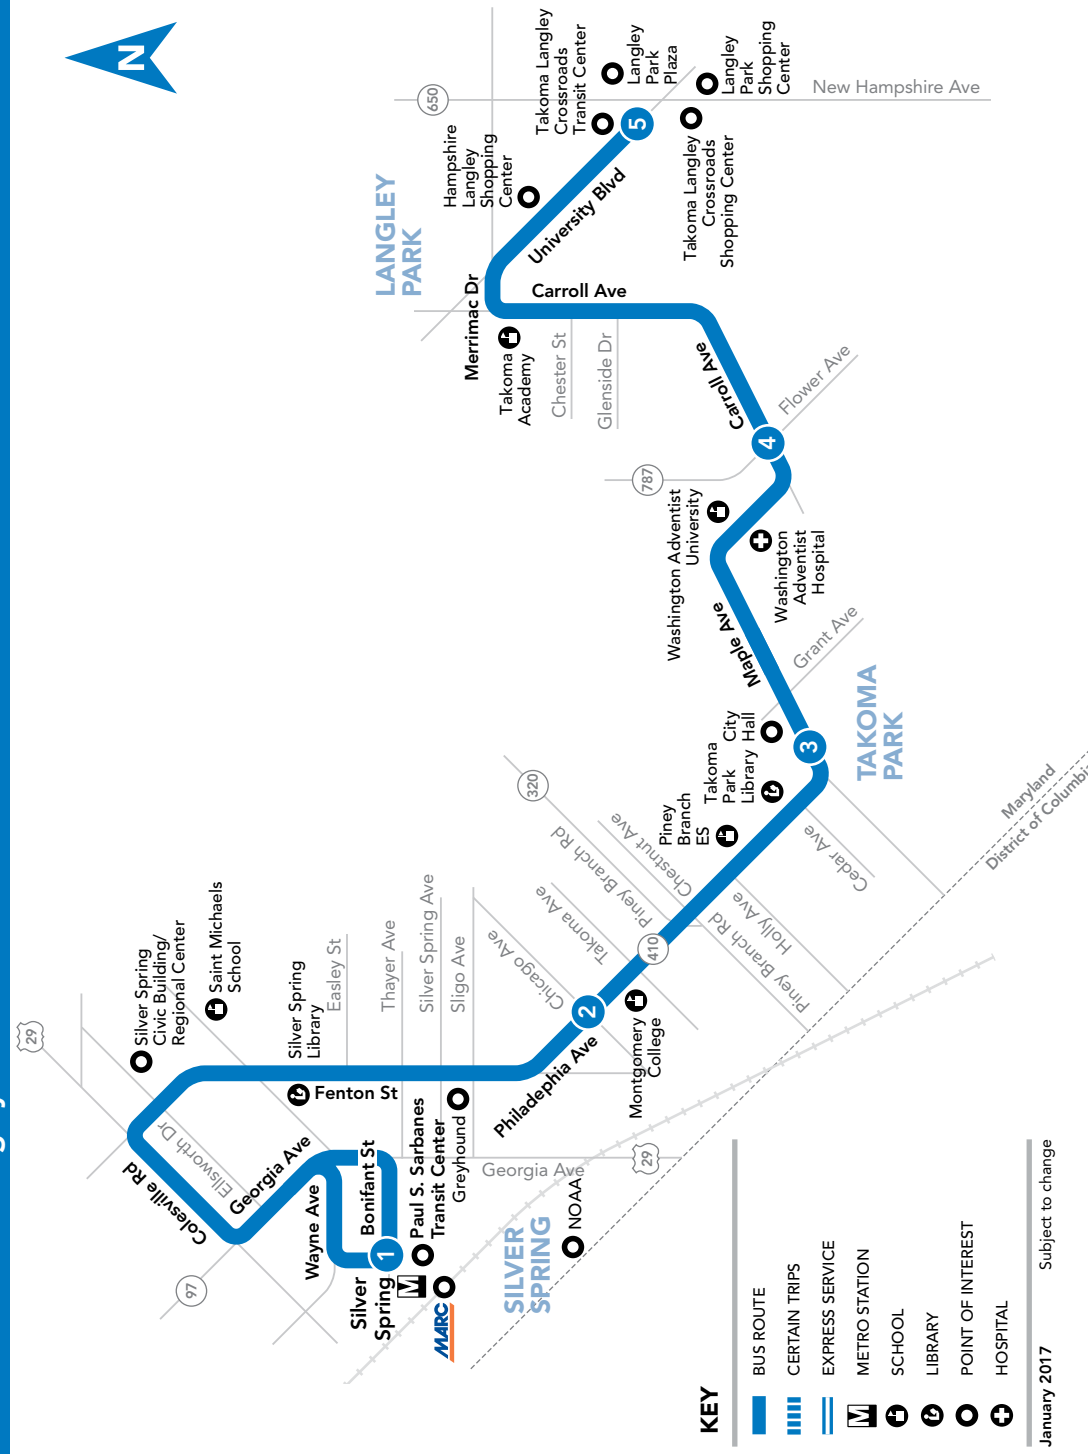 N
29
97
Silver Spring
Civic Building/
Regional Center
Saint Michaels
School
Colesville Rd
Ellsworth Dr
Georgia Ave
Wayne Ave
Bonifant St
Silver
Spring
1
M
MARC
Paul S. Sarbanes
Transit Center
Greyhound
Silver Spring
Library
Fenton St
Easley St
Thayer Ave
Silver Spring Ave
Sligo Ave
Georgia Ave
29
SILVER
SPRING
NOAA
Chicago Ave
Takoma Ave
Philadephia Ave
2
Montgomery
College
410
320
Piney Branch Rd
Chestnut Ave
Piney Branch Rd
Holly Ave
Cedar Ave
Piney
Branch
ES
Takoma
Park
Library
City
Hall
3
TAKOMA
PARK
Grant Ave
Maple Ave
Washington Adventist
University
Washington
Adventist
Hospital
787
4
Flower Ave
Carroll Ave
Glenside Dr
Chester St
Takoma
Academy
Carroll Ave
Merrimac Dr
LANGLEY
PARK
University Blvd
Hampshire
Langley
Shopping
Center
650
Takoma Langley
Crossroads
Transit Center
5
Langley
Park
Plaza
Langley
Park
Shopping
Center
Takoma Langley
Crossroads
Shopping Center
New Hampshire Ave
Maryland
District of Columbia
KEY
BUS ROUTE
CERTAIN TRIPS
EXPRESS SERVICE
M METRO STATION
SCHOOL
LIBRARY
POINT OF INTEREST
HOSPITAL
January 2017
Subject to change